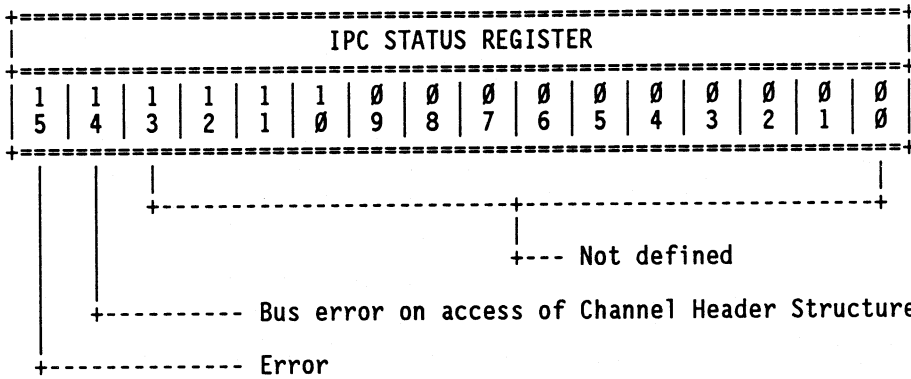 IPC STATUS REGISTER
1 | 1 | 1 | 1 | 1 | 1 | Ø | Ø | Ø | Ø | Ø | Ø | Ø | Ø | Ø | Ø
5 | 4 | 3 | 2 | 1 | Ø | 9 | 8 | 7 | 6 | 5 | 4 | 3 | 2 | 1 | Ø
Not defined
Bus error on access of Channel Header Structure
Error